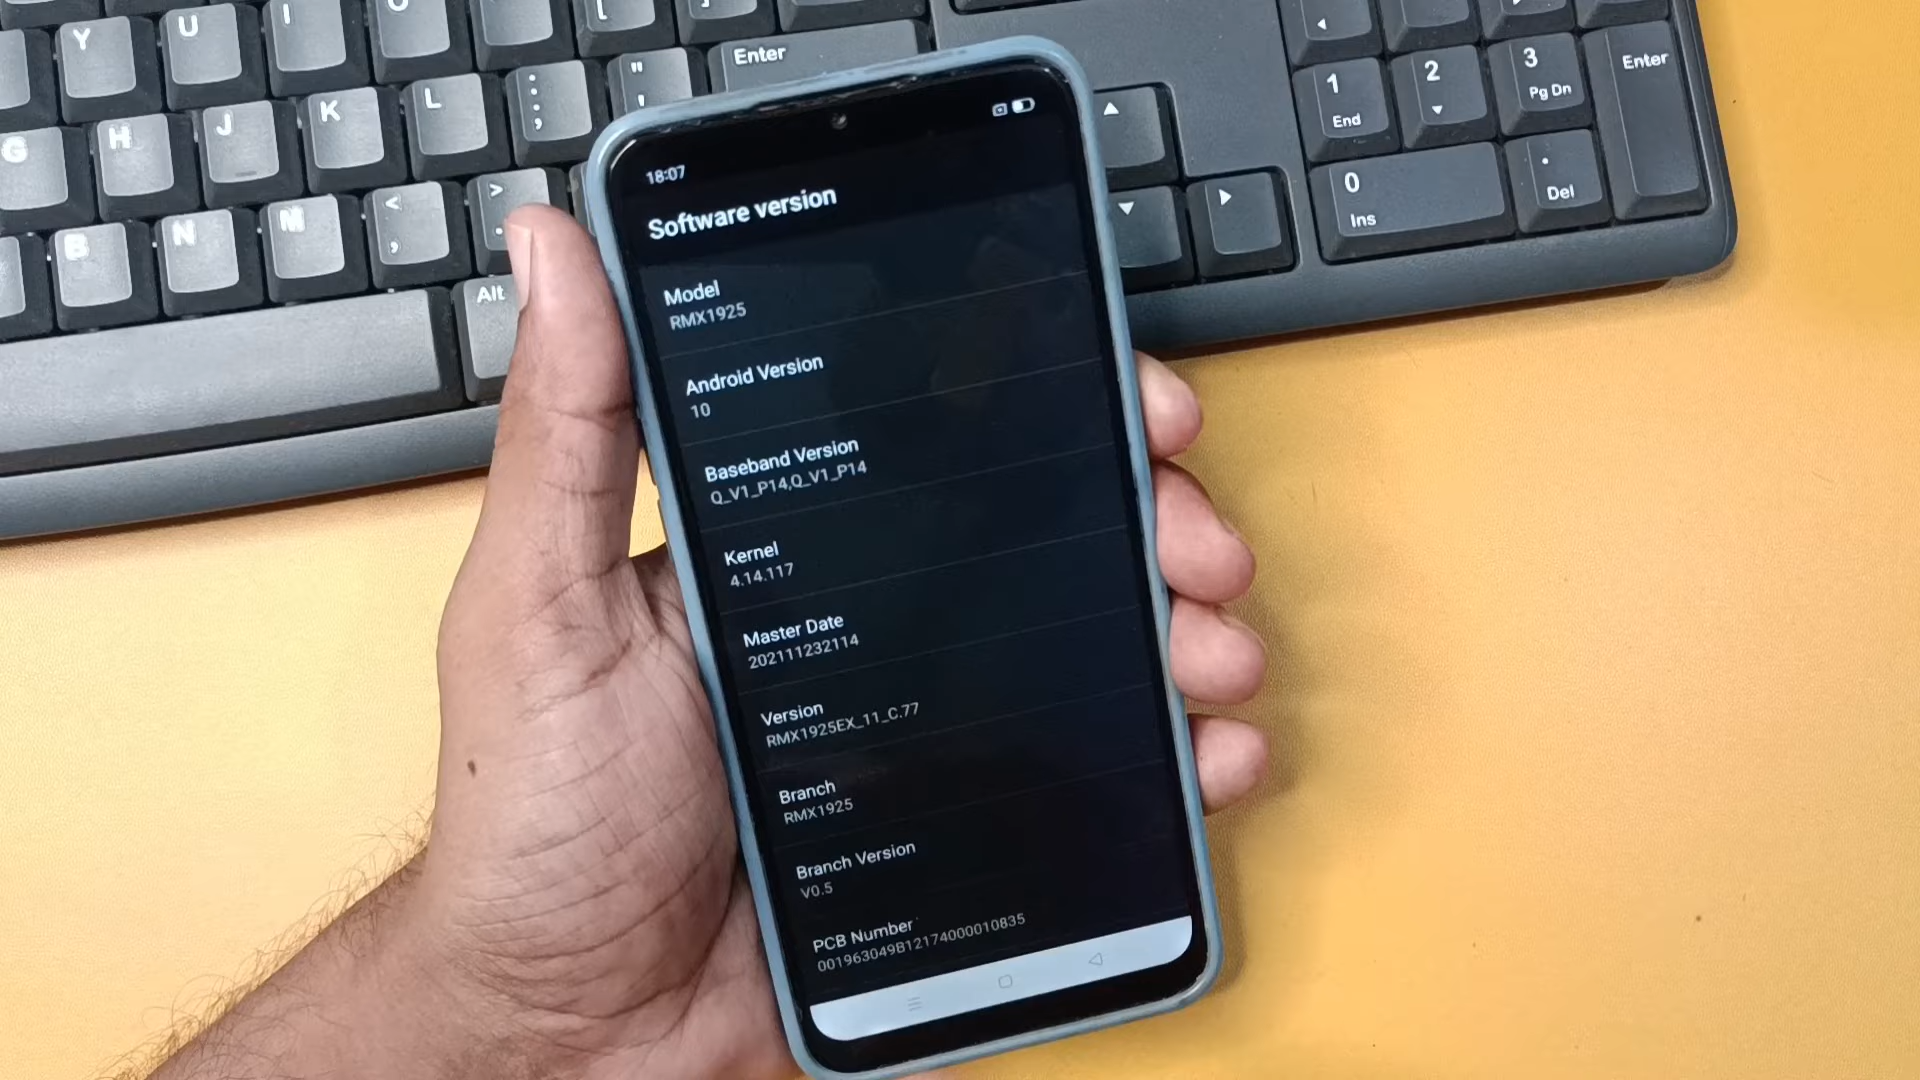 Y U I O [
Enter
1 End 2 3 Pg Dn Enter
G H J K L : ; " '
0 Ins . Del
B N M < , > .
Alt
18:07
Software version
Model
RMX1925
Android Version
10
Baseband Version
Q_V1_P14,Q_V1_P14
Kernel
4.14.117
Master Date
202111232114
Version
RMX1925EX_11_C.77
Branch
RMX1925
Branch Version
V0.5
PCB Number
001963049B12174000010835